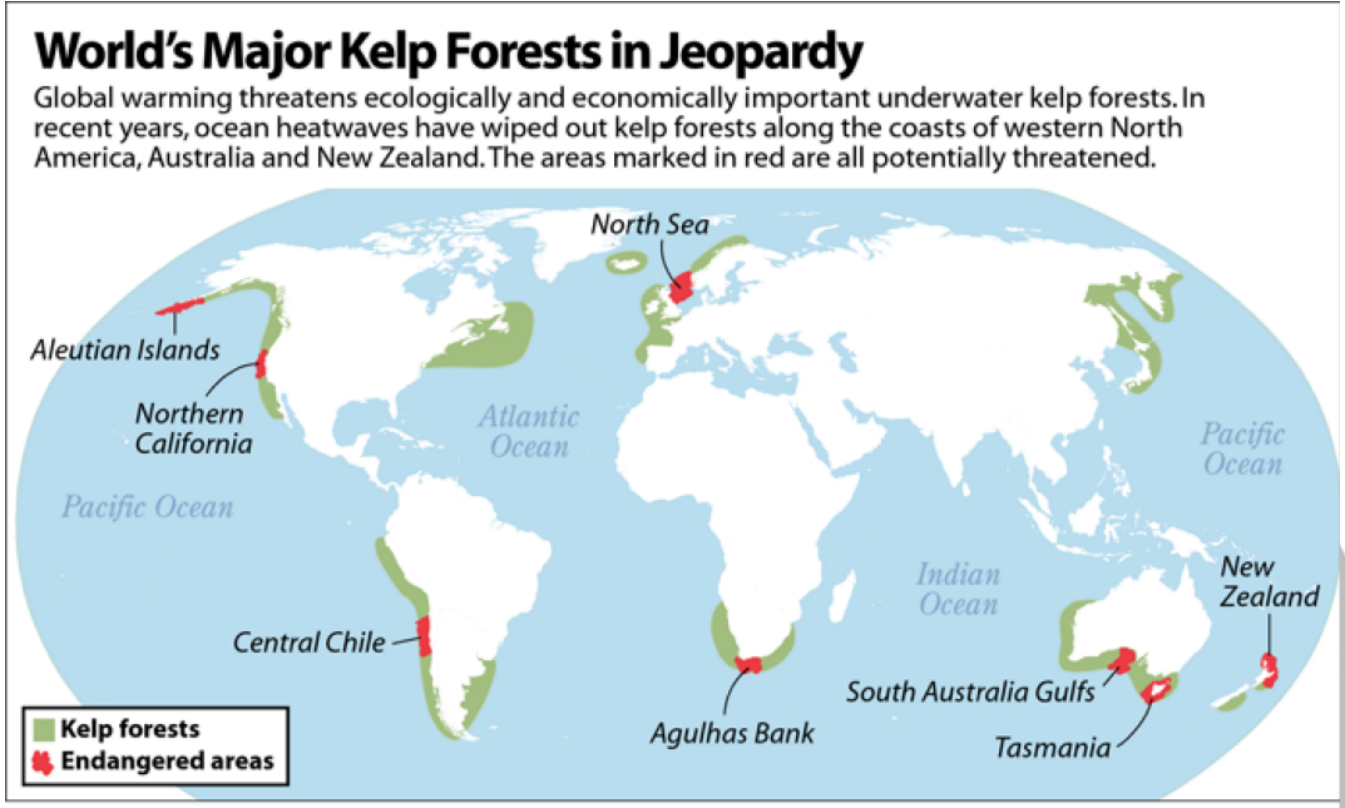 World's Major Kelp Forests in Jeopardy
Global warming threatens ecologically and economically important underwater kelp forests. In
recent years, ocean heatwaves have wiped out kelp forests along the coasts of western North
America, Australia and New Zealand. The areas marked in red are all potentially threatened.
North Sea
Aleutian Islands
Northern
California
Atlantic
Ocean
Pacific
Ocean
Pacific Ocean
Indian
Ocean
New
Zealand
Central Chile
South Australia Gulfs
Agulhas Bank
Tasmania
Kelp forests
Endangered areas